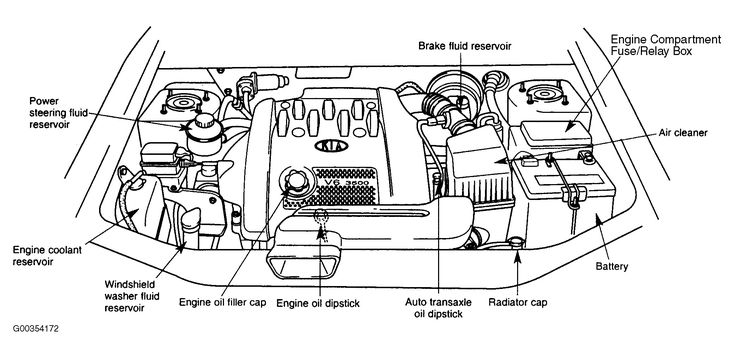 Engine Compartment
Fuse/Relay Box
Brake fluid reservoir
Power
steering fluid
reservoir
Air cleaner
KIA
V6 3500
Engine coolant
reservoir
Battery
Windshield
washer fluid
reservoir
Engine oil filler cap
Engine oil dipstick
Auto transaxle
oil dipstick
Radiator cap
G00354172